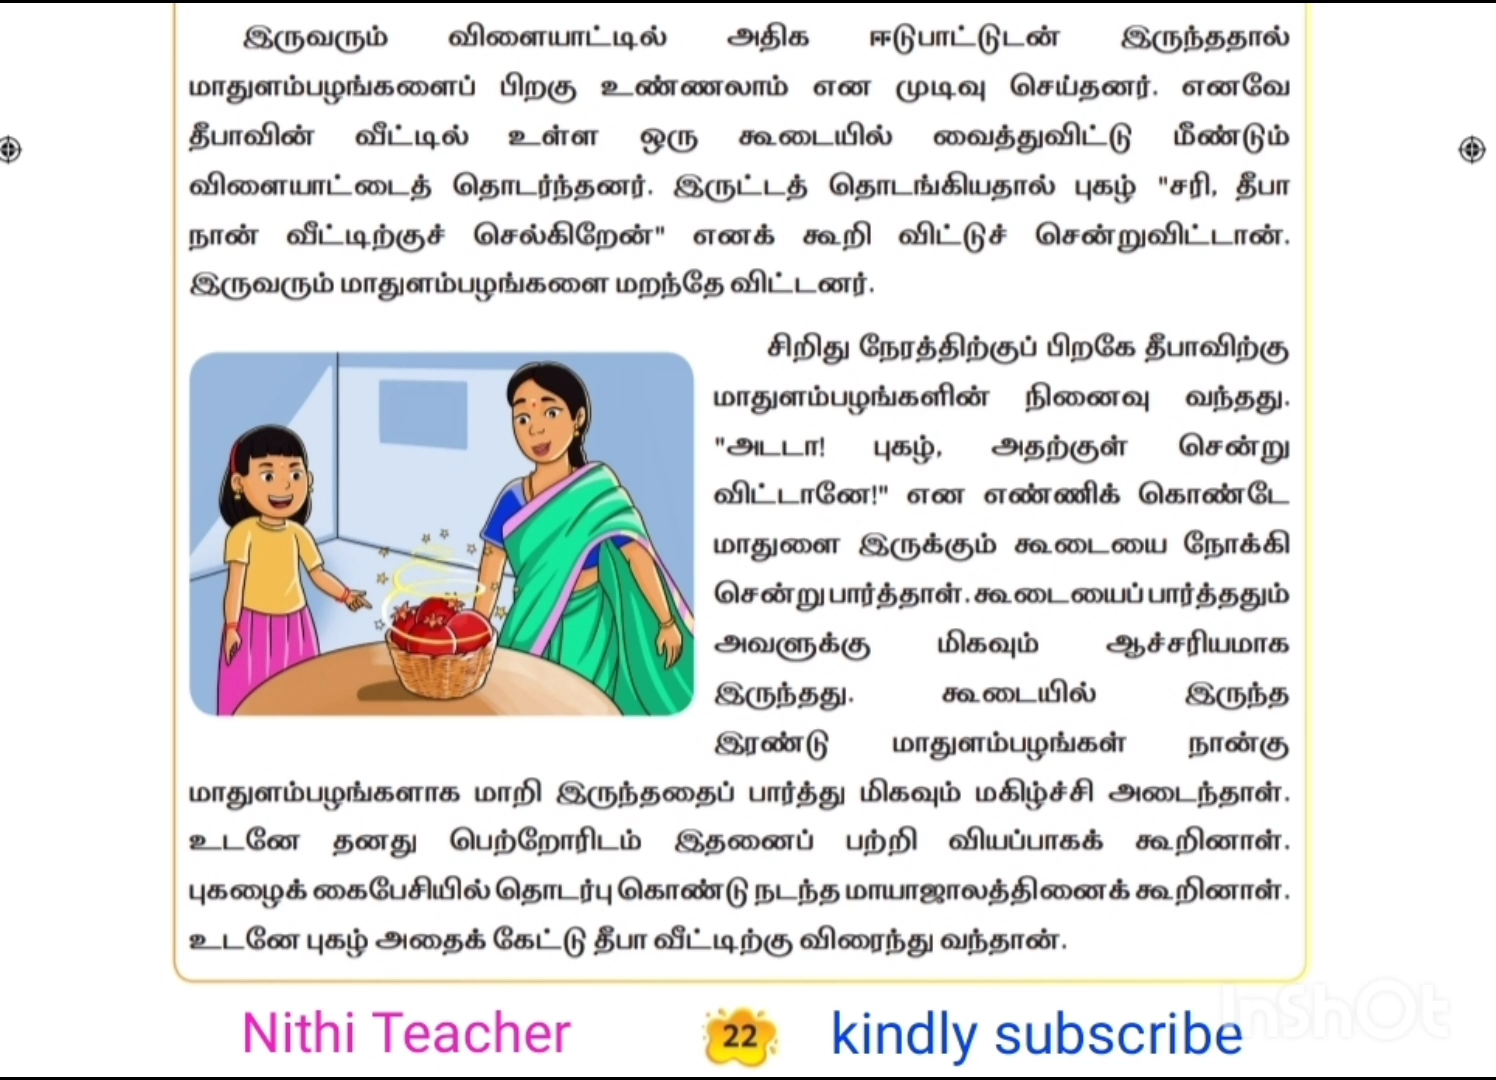 இருவரும் விளையாட்டில் அதிக ஈடுபாட்டுடன் இருந்ததால்
மாதுளம்பழங்களைப் பிறகு உண்ணலாம் என முடிவு செய்தனர். எனவே
தீபாவின் வீட்டில் உள்ள ஒரு கூடையில் வைத்துவிட்டு மீண்டும்
விளையாட்டைத் தொடர்ந்தனர். இருட்டத் தொடங்கியதால் புகழ் "சரி, தீபா
நான் வீட்டிற்குச் செல்கிறேன்" எனக் கூறி விட்டுச் சென்றுவிட்டான்.
இருவரும் மாதுளம்பழங்களை மறந்தே விட்டனர்.
சிறிது நேரத்திற்குப் பிறகே தீபாவிற்கு
மாதுளம்பழங்களின் நினைவு வந்தது.
"அடடா! புகழ், அதற்குள் சென்று
விட்டானே!" என எண்ணிக் கொண்டே
மாதுளை இருக்கும் கூடையை நோக்கி
சென்று பார்த்தாள். கூடையைப் பார்த்ததும்
அவளுக்கு மிகவும் ஆச்சரியமாக
இருந்தது. கூடையில் இருந்த
இரண்டு மாதுளம்பழங்கள் நான்கு
மாதுளம்பழங்களாக மாறி இருந்ததைப் பார்த்து மிகவும் மகிழ்ச்சி அடைந்தாள்.
உடனே தனது பெற்றோரிடம் இதனைப் பற்றி வியப்பாகக் கூறினாள்.
புகழைக் கைபேசியில் தொடர்பு கொண்டு நடந்த மாயாஜாலத்தினைக் கூறினாள்.
உடனே புகழ் அதைக் கேட்டு தீபா வீட்டிற்கு விரைந்து வந்தான்.
Nithi Teacher 22 kindly subscribe
InShOt